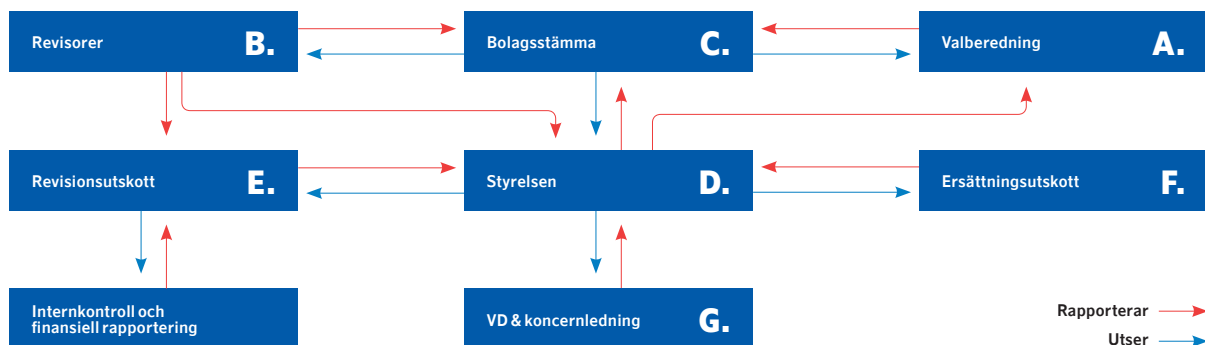 Revisorer B.
Bolagsstämma C.
Valberedning A.
Revisionsutskott E.
Styrelsen D.
Ersättningsutskott F.
Internkontroll och
finansiell rapportering
VD & koncernledning G.
Rapporterar
Utser